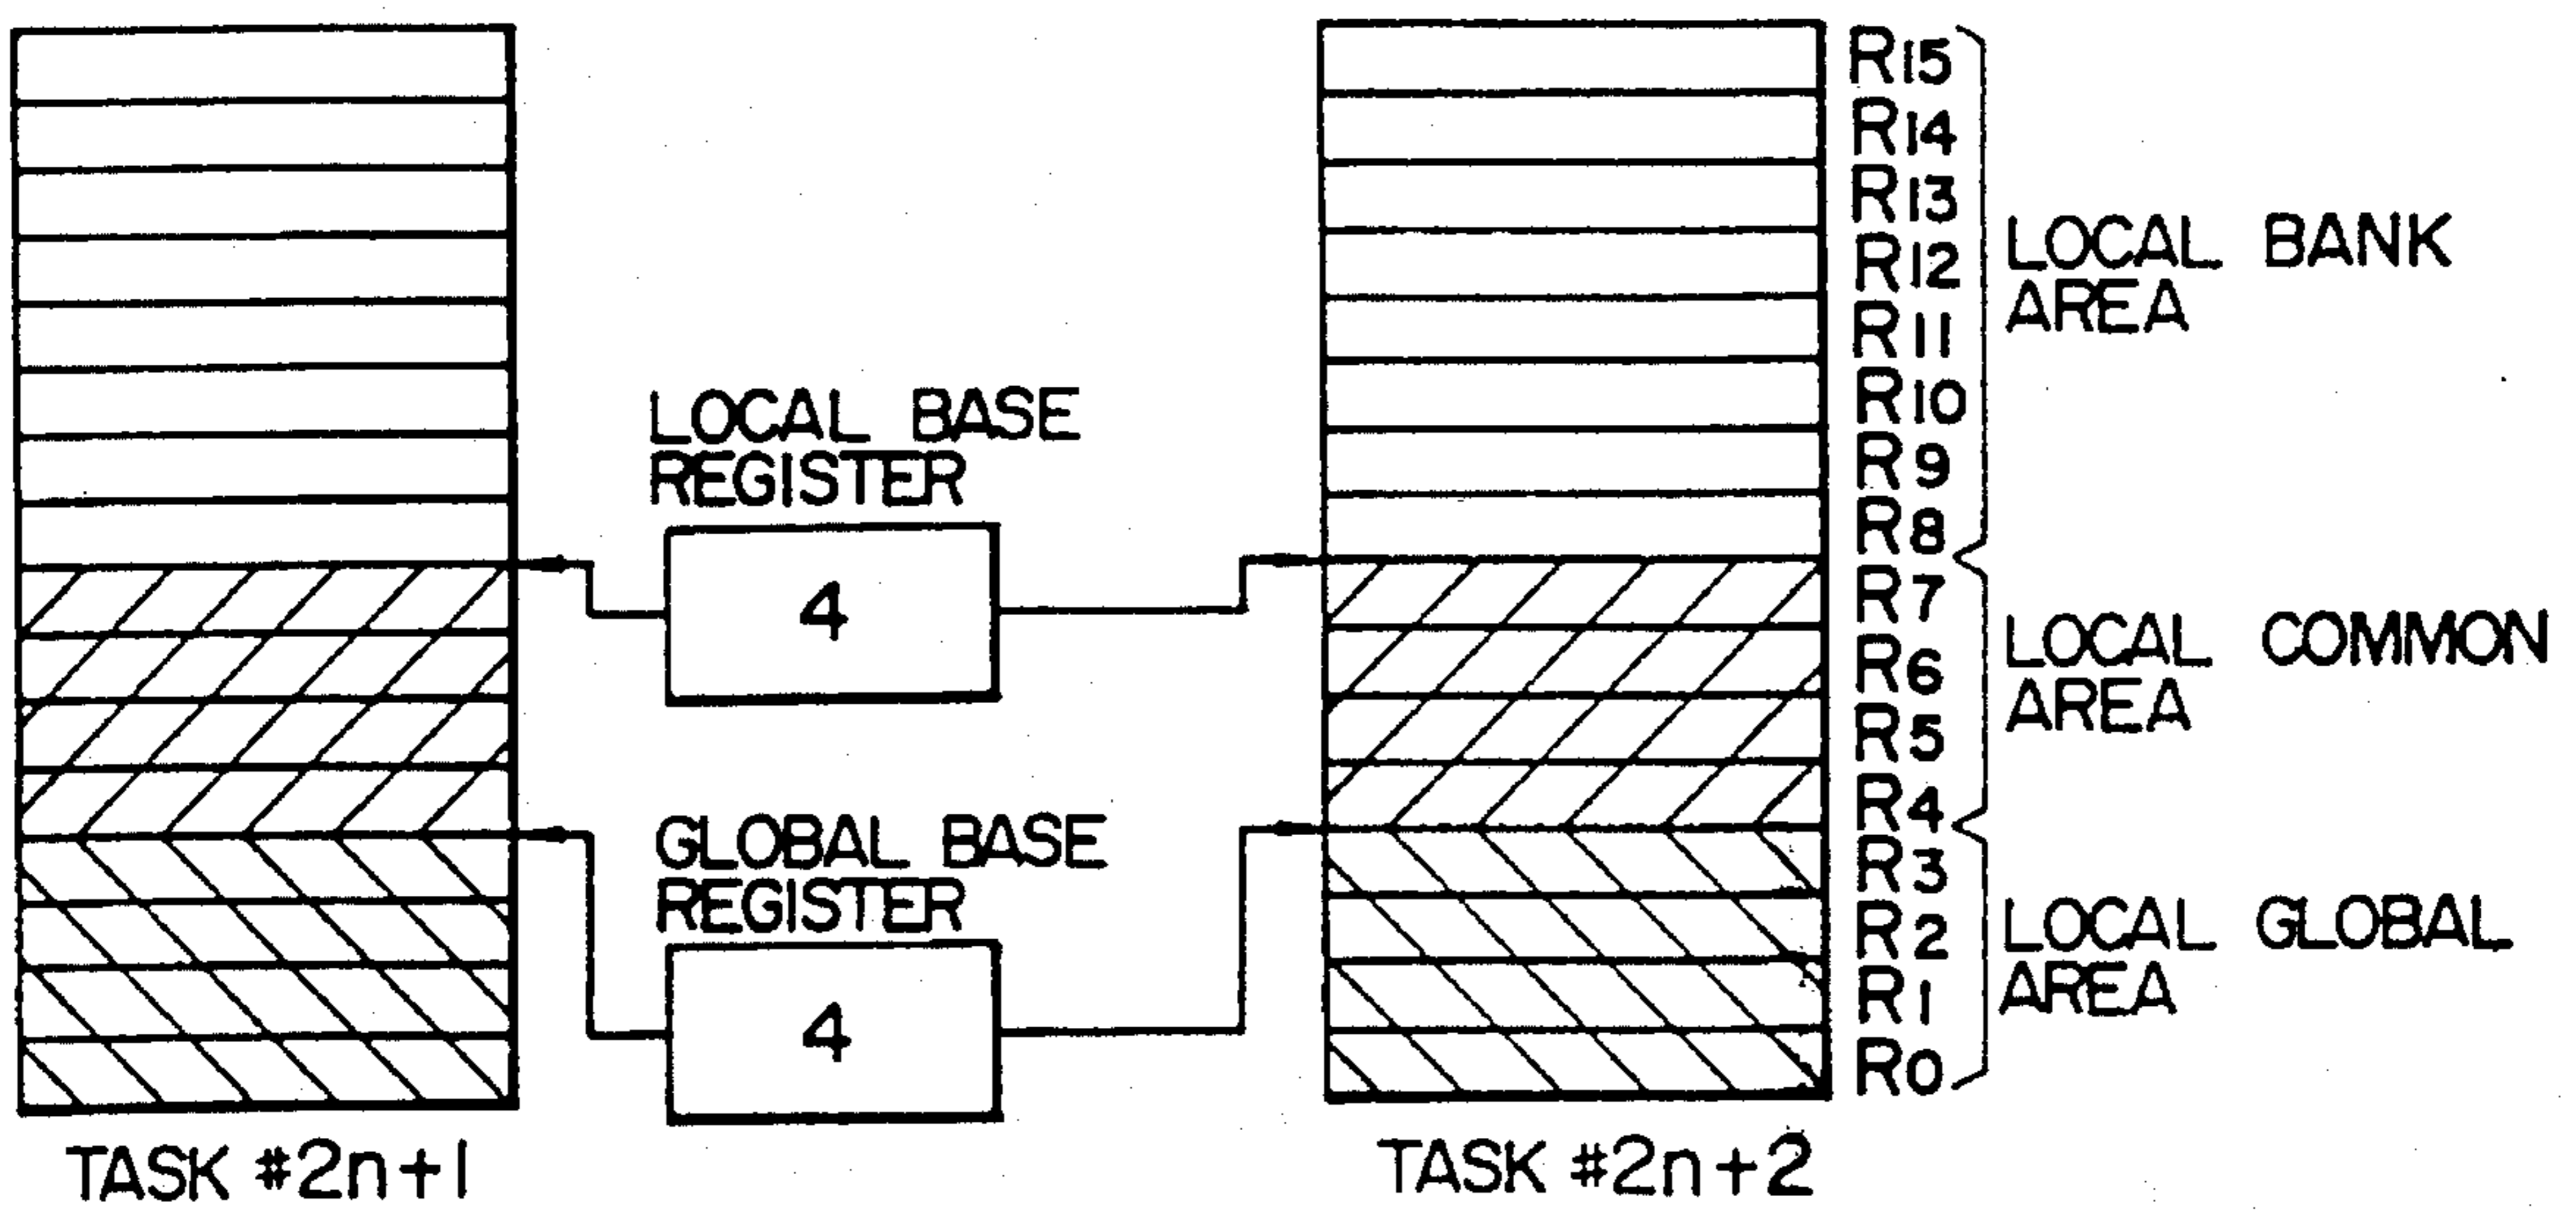 R15
R14
R13
R12
R11
R10
R9
R8
R7
R6
R5
R4
R3
R2
R1
R0
LOCAL BANK
AREA
LOCAL COMMON
AREA
LOCAL GLOBAL
AREA
LOCAL BASE
REGISTER
4
GLOBAL BASE
REGISTER
4
TASK #2n+1
TASK #2n+2